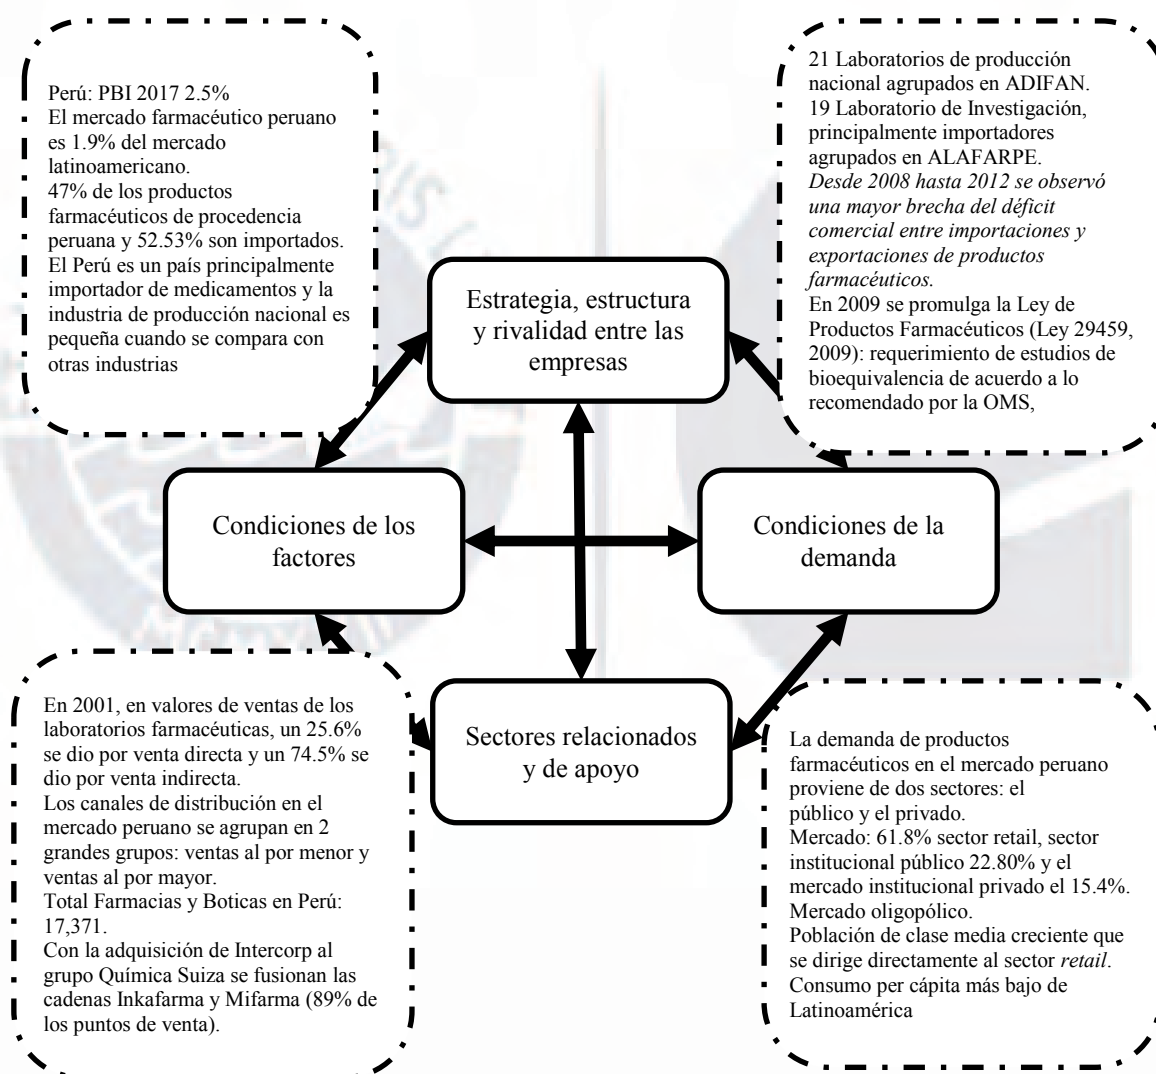 Perú: PBI 2017 2.5%
El mercado farmacéutico peruano
es 1.9% del mercado
latinoamericano.
47% de los productos
farmacéuticos de procedencia
peruana y 52.53% son importados.
El Perú es un país principalmente
importador de medicamentos y la
industria de producción nacional es
pequeña cuando se compara con
otras industrias
21 Laboratorios de producción
nacional agrupados en ADIFAN.
19 Laboratorio de Investigación,
principalmente importadores
agrupados en ALAFARPE.
Desde 2008 hasta 2012 se observó
una mayor brecha del déficit
comercial entre importaciones y
exportaciones de productos
farmacéuticos.
En 2009 se promulga la Ley de
Productos Farmacéuticos (Ley 29459,
2009): requerimiento de estudios de
bioequivalencia de acuerdo a lo
recomendado por la OMS,
Estrategia, estructura
y rivalidad entre las
empresas
Condiciones de los
factores
Condiciones de la
demanda
Sectores relacionados
y de apoyo
En 2001, en valores de ventas de los
laboratorios farmacéuticas, un 25.6%
se dio por venta directa y un 74.5% se
dio por venta indirecta.
Los canales de distribución en el
mercado peruano se agrupan en 2
grandes grupos: ventas al por menor y
ventas al por mayor.
Total Farmacias y Boticas en Perú:
17,371.
Con la adquisición de Intercorp al
grupo Química Suiza se fusionan las
cadenas Inkafarma y Mifarma (89% de
los puntos de venta).
La demanda de productos
farmacéuticos en el mercado peruano
proviene de dos sectores: el
público y el privado.
Mercado: 61.8% sector retail, sector
institucional público 22.80% y el
mercado institucional privado el 15.4%.
Mercado oligopólico.
Población de clase media creciente que
se dirige directamente al sector retail.
Consumo per cápita más bajo de
Latinoamérica